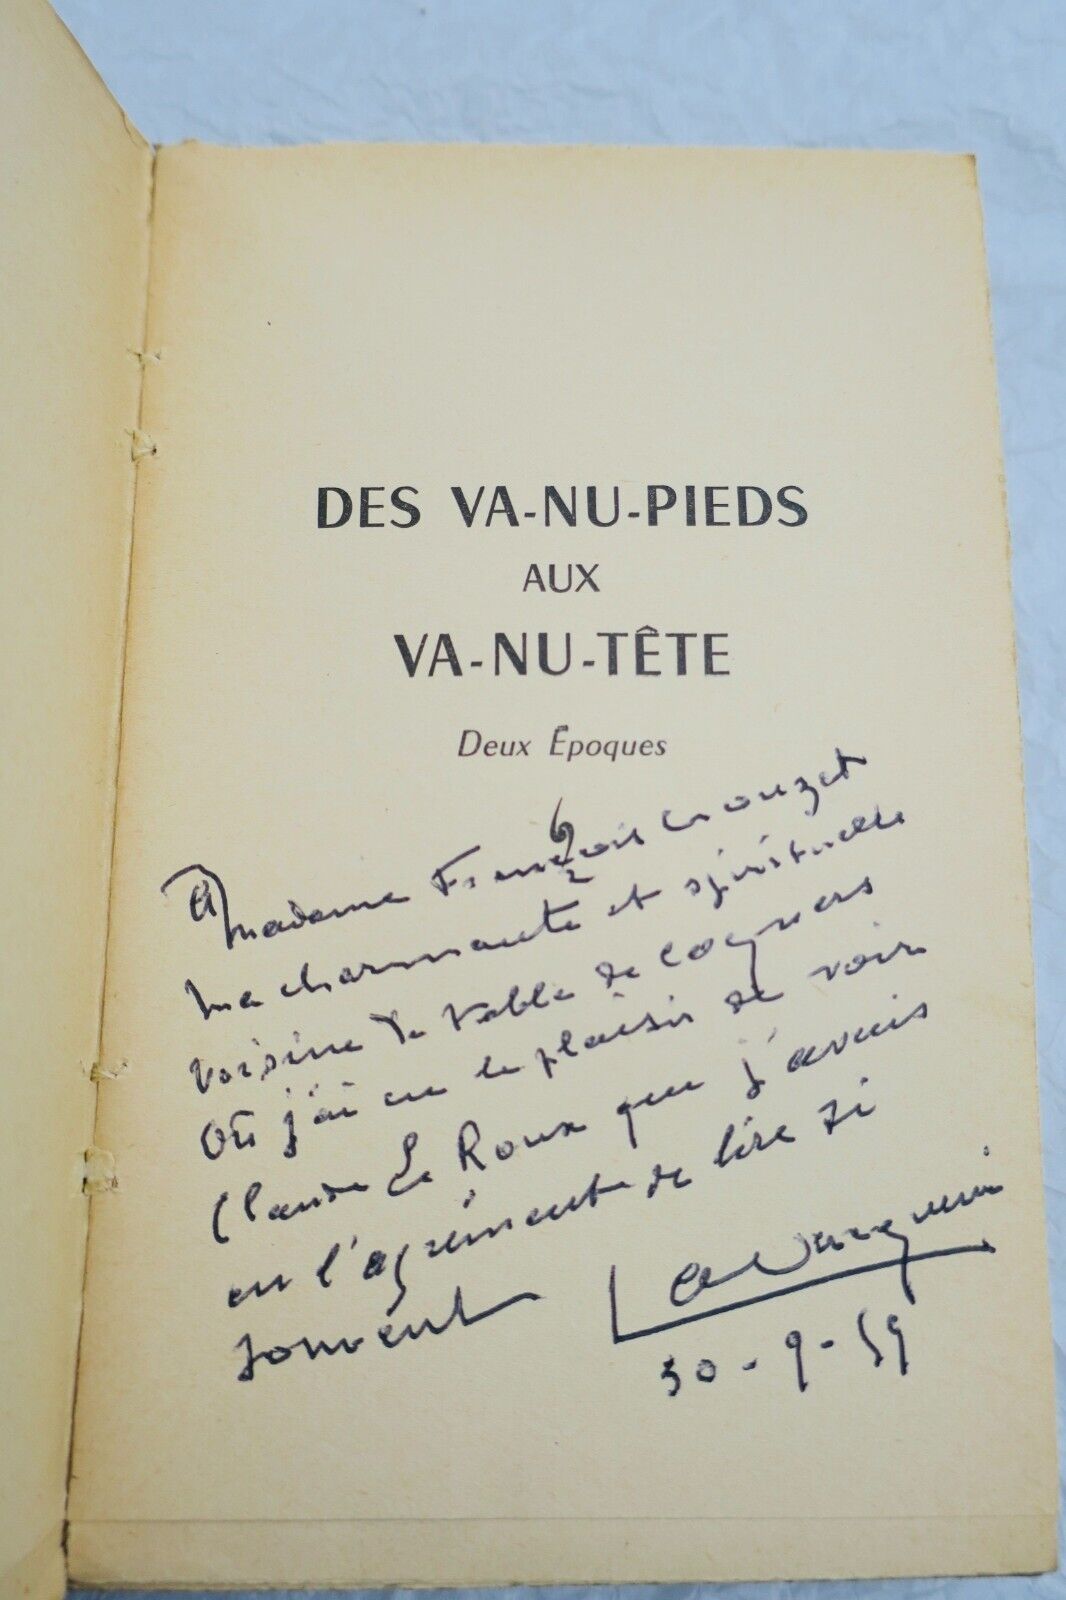 DES VA-NU-PIEDS
AUX
VA-NU-TÊTE
Deux Époques
à Madame François Crouzet
ma charmante et spirituelle
voisine de table de
où j'ai eu le plaisir de voir
Claude Le Roux que j'avais
eu l'agrément de lire si
souvent
30-9-59